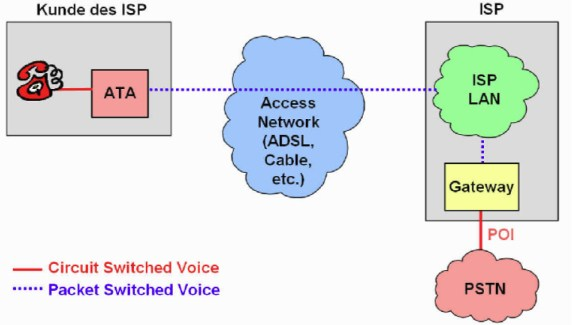 Kunde des ISP
ISP
ATA
Access
Network
(ADSL,
Cable,
etc.)
ISP
LAN
Gateway
POI
PSTN
Circuit Switched Voice
Packet Switched Voice